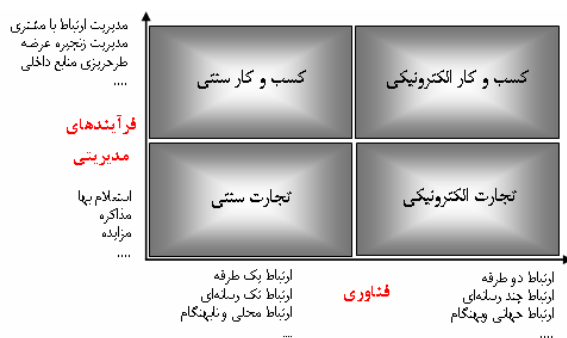 مدیریت ارتباط با مشتری
مدیریت زنجیره عرضه
طرحریزی منابع داخلی
....
فرآیندهای
مدیریتی
استعلام بها
مذاکره
مزایده
....
کسب و کار سنتی
کسب و کار الکترونیکی
تجارت سنتی
تجارت الکترونیکی
ارتباط یک طرفه
ارتباط تک رسانه‌ای
ارتباط محلی و نابهنگام
....
فناوری
ارتباط دو طرفه
ارتباط چند رسانه‌ای
ارتباط جهانی وبهنگام
....